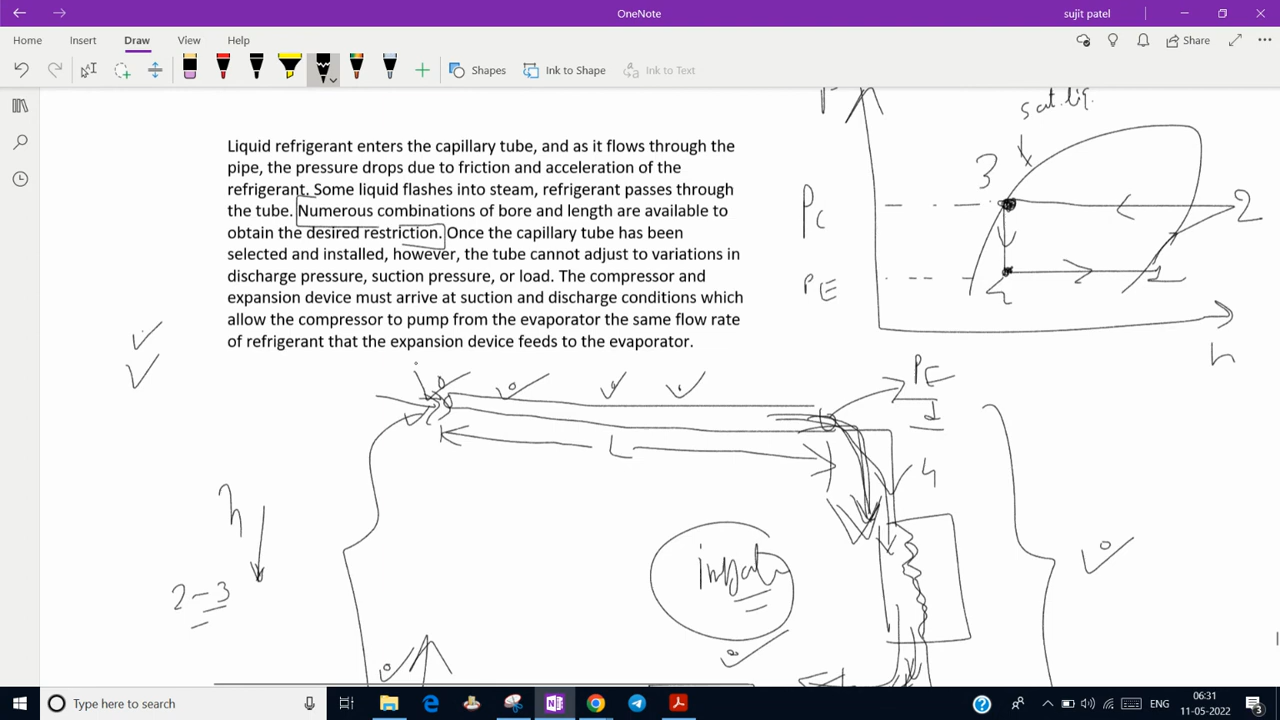 OneNote
sujit patel
Home
Insert
Draw
View
Help
Share
Shapes
Ink to Shape
Ink to Text
P
sat.liq.
Liquid refrigerant enters the capillary tube, and as it flows through the
pipe, the pressure drops due to friction and acceleration of the
refrigerant. Some liquid flashes into steam, refrigerant passes through
the tube. Numerous combinations of bore and length are available to
obtain the desired restriction. Once the capillary tube has been
selected and installed, however, the tube cannot adjust to variations in
discharge pressure, suction pressure, or load. The compressor and
expansion device must arrive at suction and discharge conditions which
allow the compressor to pump from the evaporator the same flow rate
of refrigerant that the expansion device feeds to the evaporator.
3
PC
2
PE
4
1
h
PE
L
4
2-3
06:31
Type here to search
ENG
11-05-2022
3